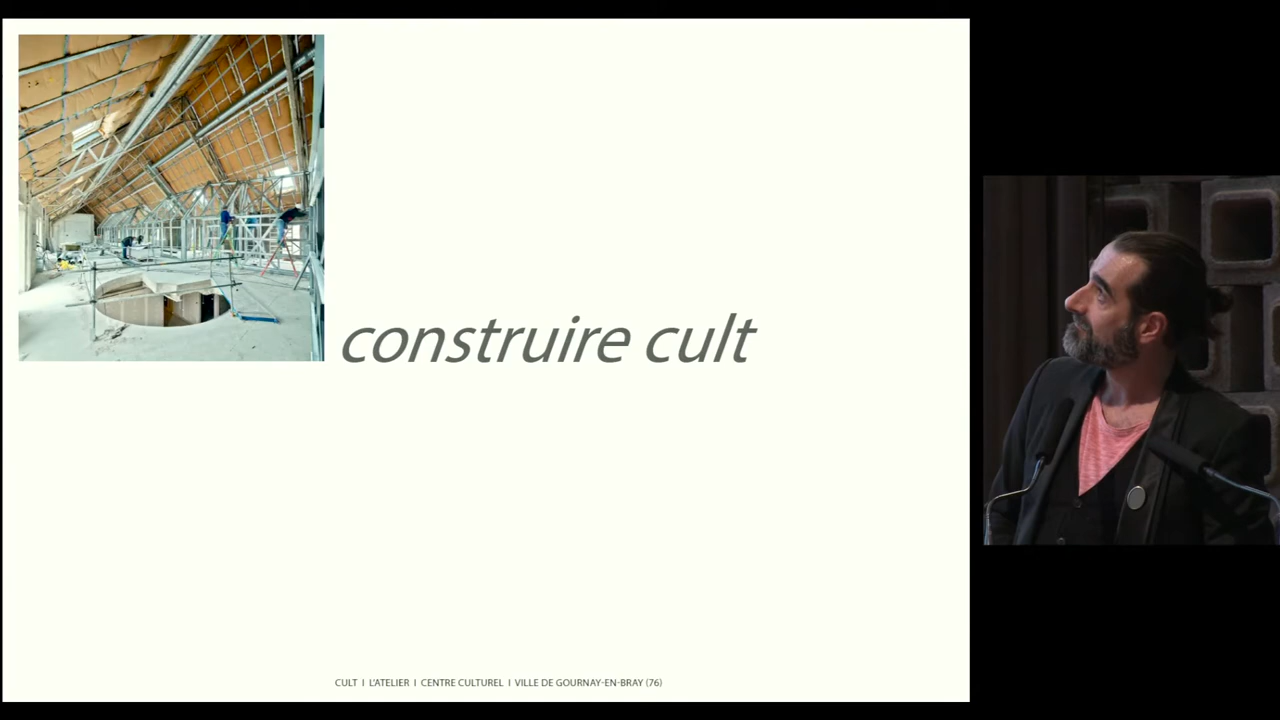 construire cult
CULT I L'ATELIER I CENTRE CULTUREL I VILLE DE GOURNAY-EN-BRAY (76)